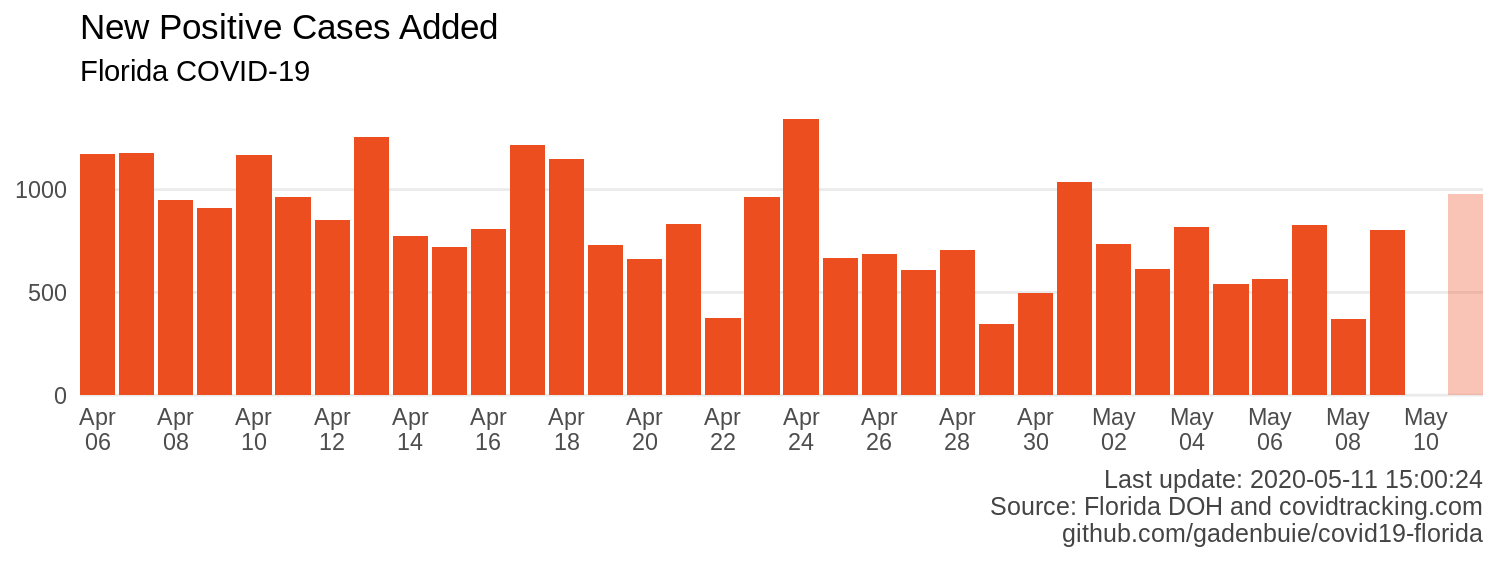 New Positive Cases Added
Florida COVID-19
1000
500
0
Apr Apr Apr Apr Apr Apr Apr Apr Apr Apr Apr Apr Apr May May May May May
06 08 10 12 14 16 18 20 22 24 26 28 30 02 04 06 08 10
Last update: 2020-05-11 15:00:24
Source: Florida DOH and covidtracking.com
github.com/gadenbuie/covid19-florida